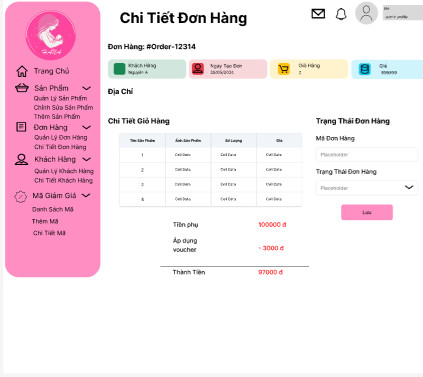 HARA
Trang Chủ
Sản Phẩm
Quản Lý Sản Phẩm
Chỉnh Sửa Sản Phẩm
Thêm Sản Phẩm
Đơn Hàng
Quản Lý Đơn Hàng
Chi Tiết Đơn Hàng
Khách Hàng
Quản Lý Khách Hàng
Chi Tiết Khách Hàng
Mã Giảm Giá
Danh Sách Mã
Thêm Mã
Chi Tiết Mã
Chi Tiết Đơn Hàng
Đơn Hàng: #Order-12314
Khách Hàng
Nguyễn A
Ngày Tạo Đơn
Giỏ Hàng
2
Giá
Địa Chỉ
Chi Tiết Giỏ Hàng
Tên Sản Phẩm Ảnh Sản Phẩm Số Lượng Giá
1 Cell Data Cell Data Cell Data
2 Cell Data Cell Data Cell Data
3 Cell Data Cell Data Cell Data
4 Cell Data Cell Data Cell Data
Tiền phụ 100000 đ
Áp dụng
voucher - 3000 đ
Thành Tiền 97000 đ
Trạng Thái Đơn Hàng
Mã Đơn Hàng
Placeholder
Trạng Thái Đơn Hàng
Placeholder
Lưu